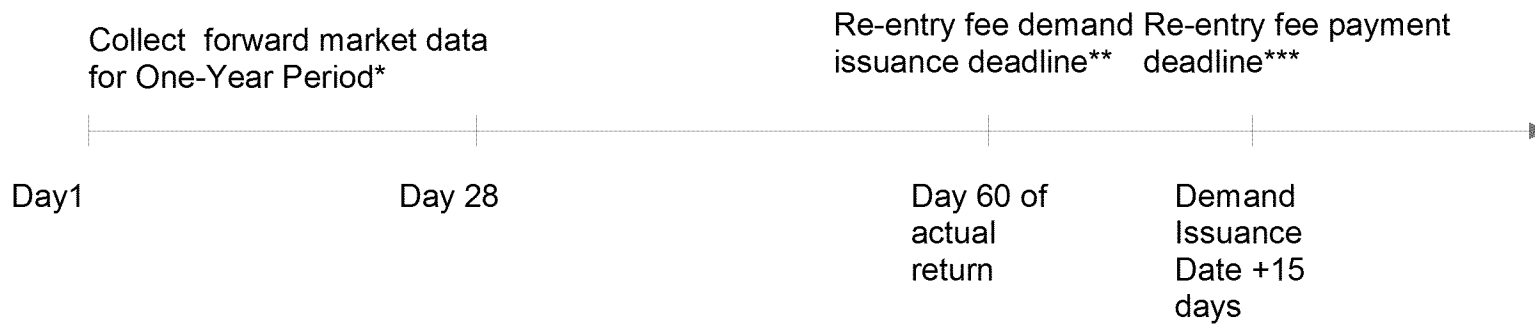 Collect  forward market data
for One-Year Period*
Re-entry fee demand
issuance deadline**
Re-entry fee payment
deadline***
Day1
Day 28
Day 60 of
actual
return
Demand
Issuance
Date +15
days